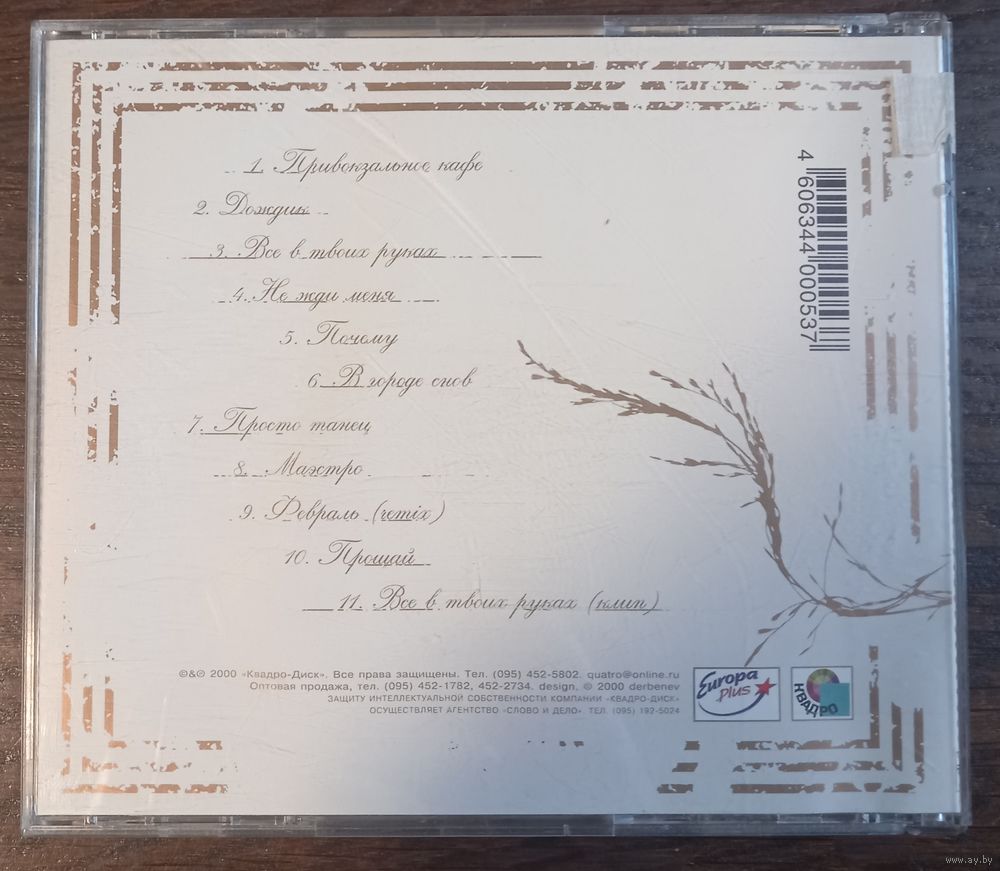 1. Привокзальное кафе
2. Дождик
3. Все в твоих руках
4. Не жди меня
5. Почему
6. В городе снов
7. Просто танец
8. Маэстро
9. Февраль (remix)
10. Прощай
11. Все в твоих руках (клип)
4 606344 000537
©&℗ 2000 «Квадро-Диск». Все права защищены. Тел. (095) 452-5802. quatro@online.ru
Оптовая продажа, тел. (095) 452-1782, 452-2734. design, © 2000 derbenev
ЗАЩИТУ ИНТЕЛЛЕКТУАЛЬНОЙ СОБСТВЕННОСТИ КОМПАНИИ «КВАДРО-ДИСК»
ОСУЩЕСТВЛЯЕТ АГЕНТСТВО «СЛОВО И ДЕЛО». ТЕЛ. (095) 192-5024
Europa
plus
КВАДРО
www.ay.by